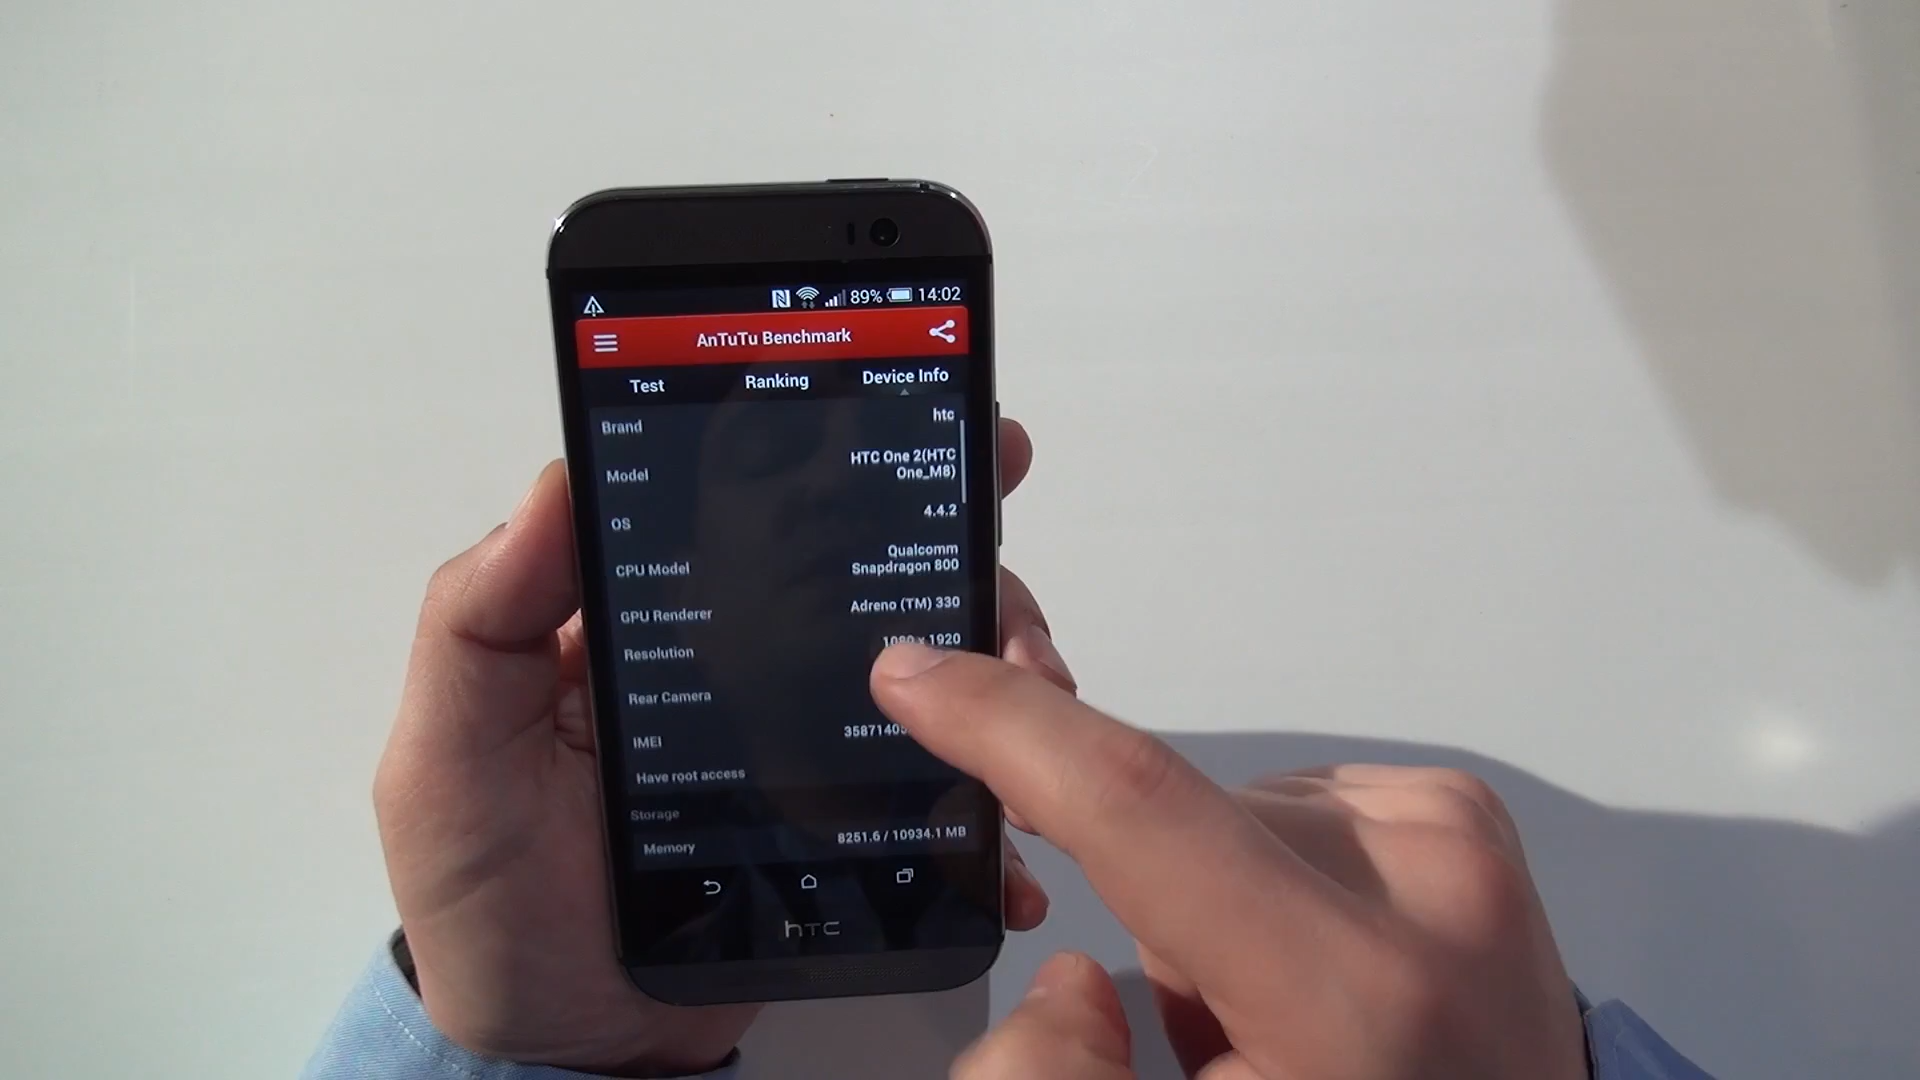 89% 14:02
AnTuTu Benchmark
Test Ranking Device Info
Brand htc
Model HTC One 2(HTC
One_M8)
OS 4.4.2
CPU Model Qualcomm
Snapdragon 800
GPU Renderer Adreno (TM) 330
Resolution 1080 x 1920
Rear Camera
IMEI
Have root access
Storage
Memory 8251.6 / 10934.1 MB
hTC